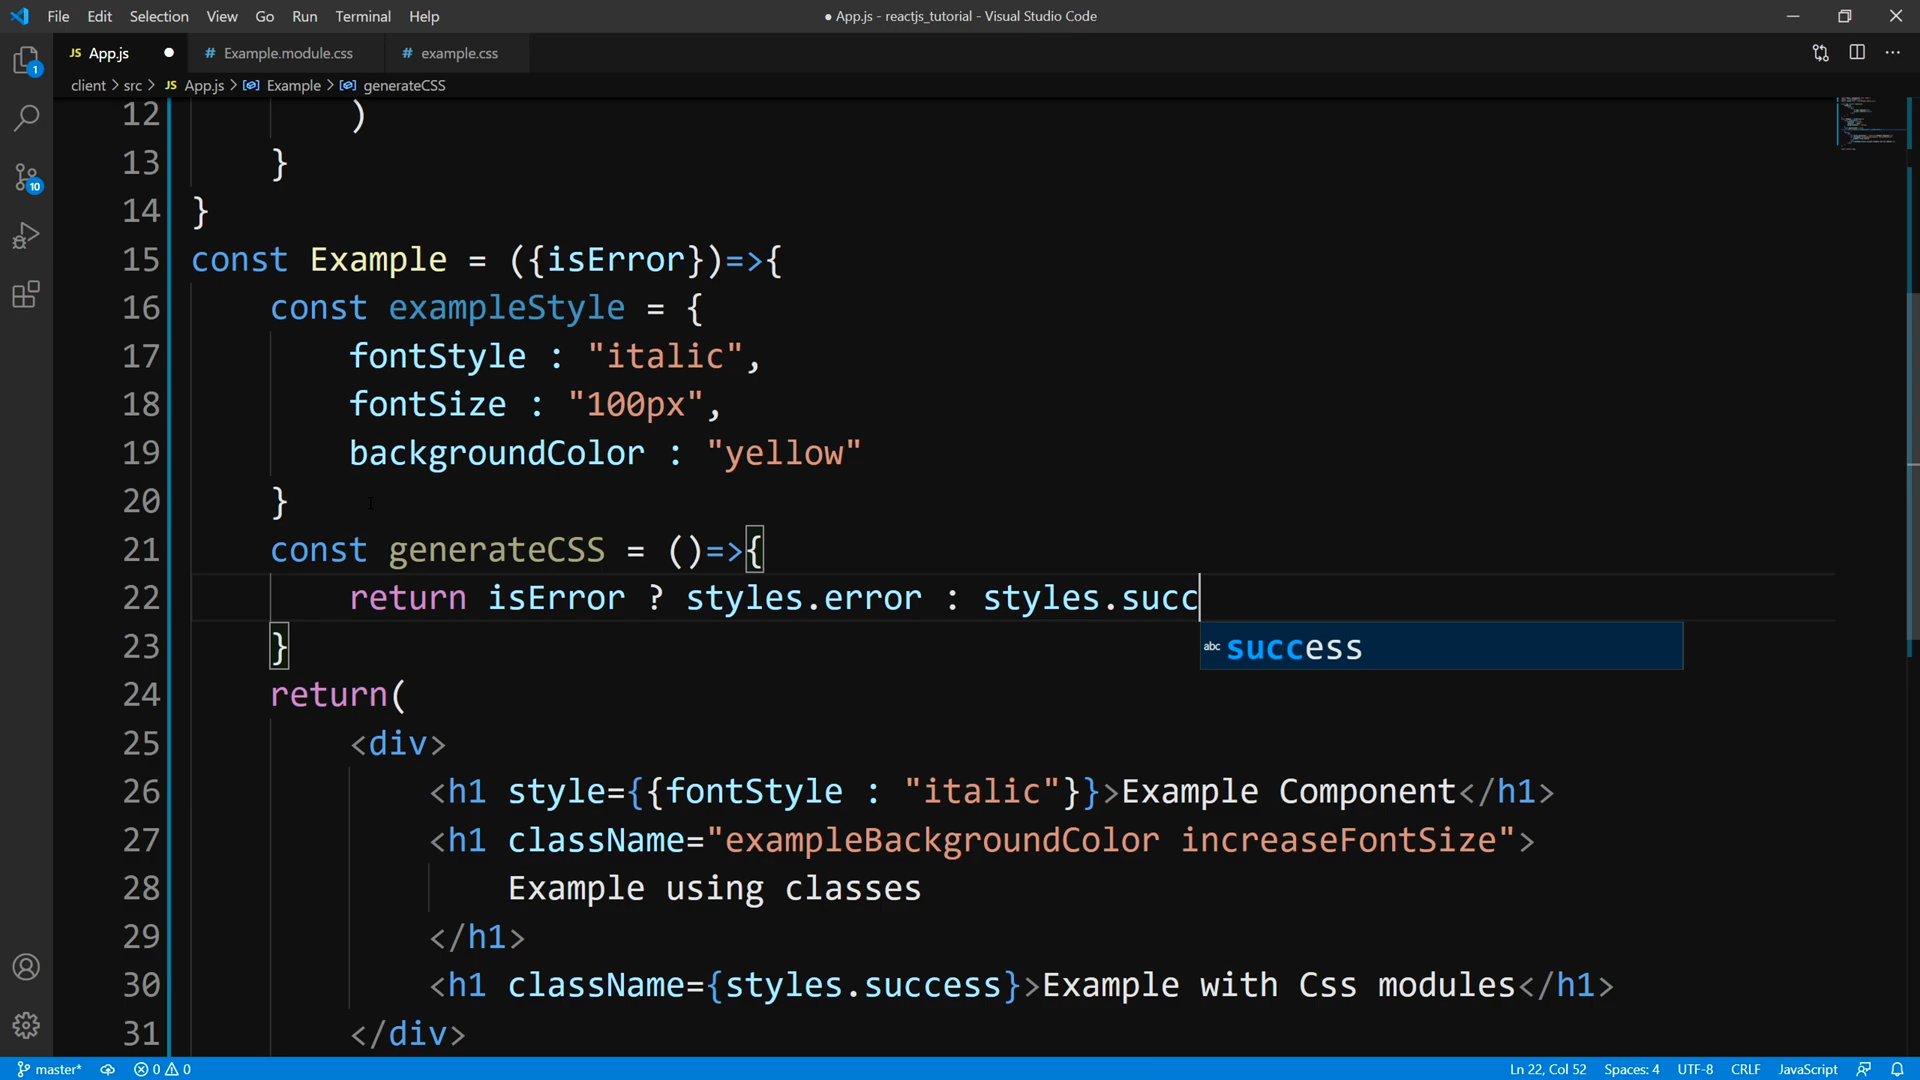 File Edit Selection View Go Run Terminal Help
● App.js - reactjs_tutorial - Visual Studio Code
JS App.js ● # Example.module.css # example.css
client > src > JS App.js > Example > generateCSS
12 )
13 }
14 }
15 const Example = ({isError})=>{
16 const exampleStyle = {
17 fontStyle : "italic",
18 fontSize : "100px",
19 backgroundColor : "yellow"
20 }
21 const generateCSS = ()=>{
22 return isError ? styles.error : styles.succ
abc success
23 }
24 return(
25 <div>
26 <h1 style={{fontStyle : "italic"}}>Example Component</h1>
27 <h1 className="exampleBackgroundColor increaseFontSize">
28 Example using classes
29 </h1>
30 <h1 className={styles.success}>Example with Css modules</h1>
31 </div>
1
10
master* 0 0 Ln 22, Col 52 Spaces: 4 UTF-8 CRLF JavaScript